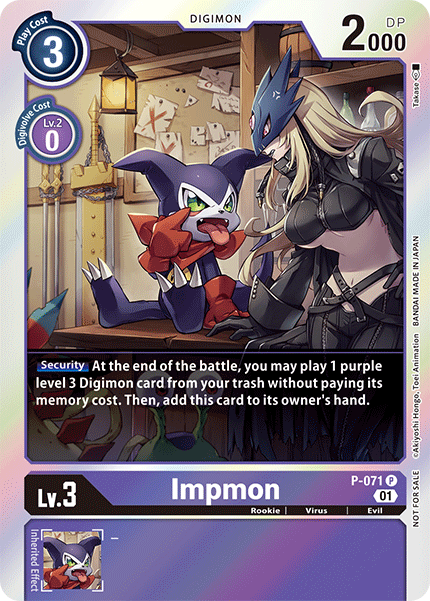 DIGIMON
Play Cost
3
DP
2000
Digivolve Cost
Lv.2
0
Takase
Security At the end of the battle, you may play 1 purple
level 3 Digimon card from your trash without paying its
memory cost. Then, add this card to its owner's hand.
©Akiyoshi Hongo, Toei Animation BANDAI MADE IN JAPAN
NOT FOR SALE
Lv.3
Impmon
P-071 P
01
Rookie | Virus | Evil
Inherited Effect
–